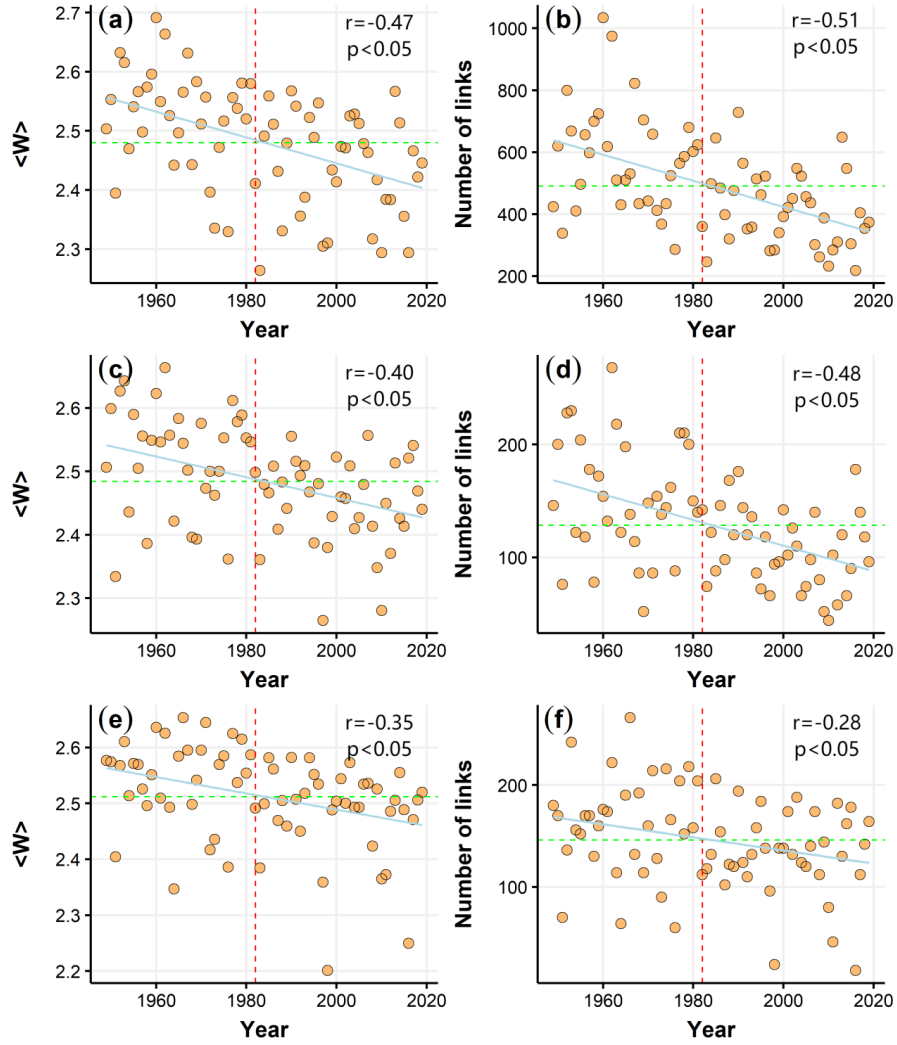 (a)
r=-0.47
p<0.05
2.7
2.6
2.5
2.4
2.3
<W>
1960
1980
2000
2020
Year
(b)
r=-0.51
p<0.05
1000
800
600
400
200
Number of links
1960
1980
2000
2020
Year
(c)
r=-0.40
p<0.05
2.6
2.5
2.4
2.3
<W>
1960
1980
2000
2020
Year
(d)
r=-0.48
p<0.05
200
100
Number of links
1960
1980
2000
2020
Year
(e)
r=-0.35
p<0.05
2.6
2.5
2.4
2.3
2.2
<W>
1960
1980
2000
2020
Year
(f)
r=-0.28
p<0.05
200
100
Number of links
1960
1980
2000
2020
Year